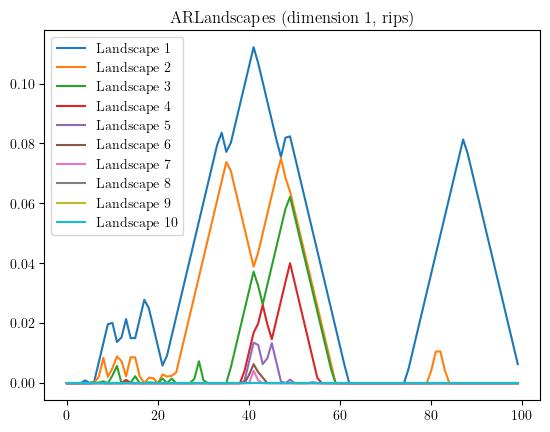 ARLandscapes (dimension 1, rips)
Landscape 1
Landscape 2
Landscape 3
Landscape 4
Landscape 5
Landscape 6
Landscape 7
Landscape 8
Landscape 9
Landscape 10
0.10
0.08
0.06
0.04
0.02
0.00
0 20 40 60 80 100